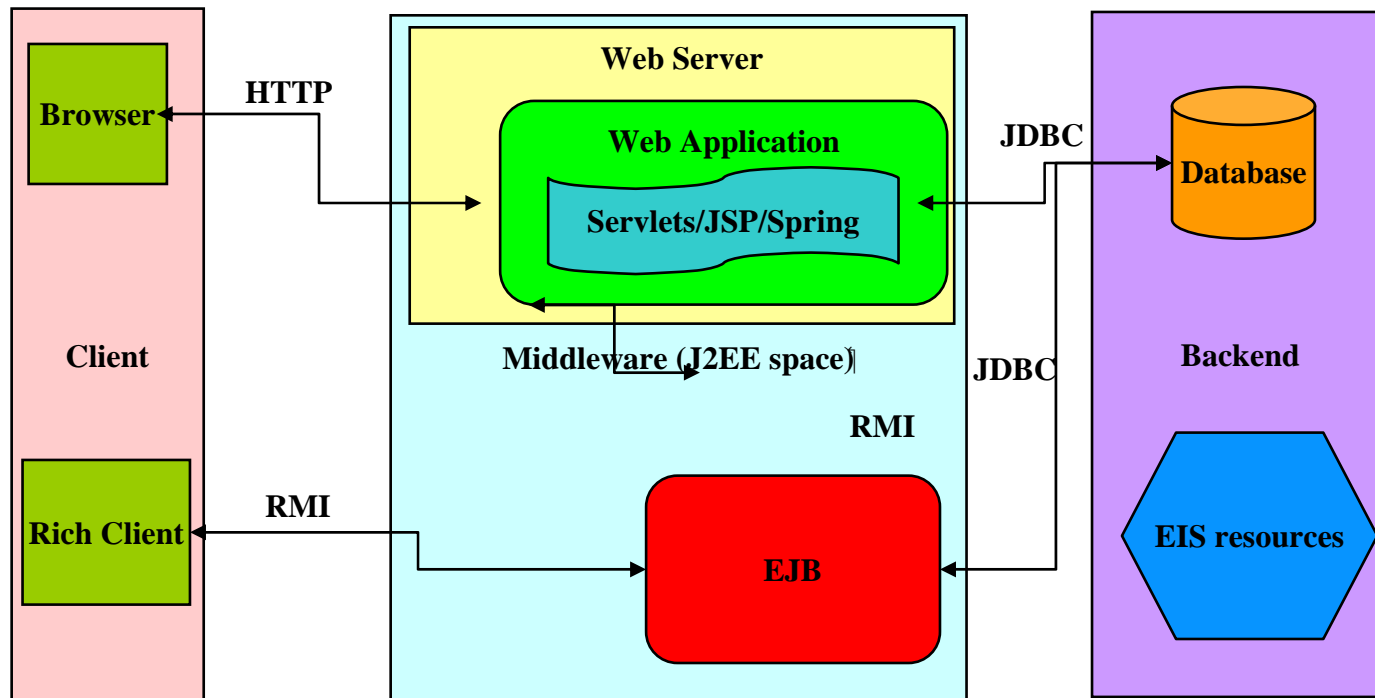 Web Server
Browser
HTTP
Web Application
JDBC
Database
Servlets/JSP/Spring
Client
Middleware (J2EE space)
JDBC
Backend
RMI
RMI
Rich Client
EJB
EIS resources